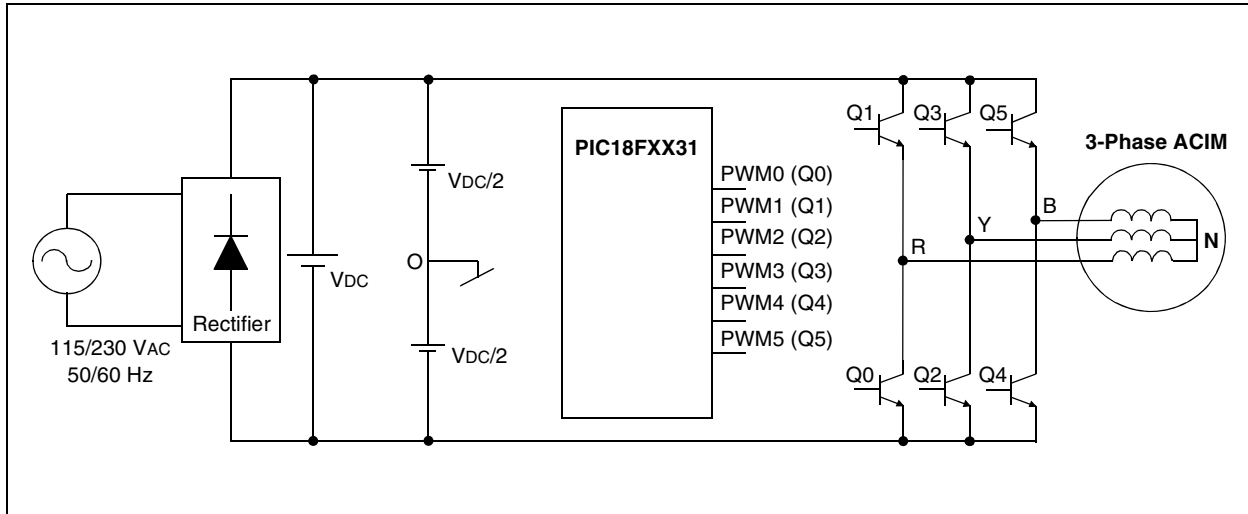 115/230 VAC
50/60 Hz
Rectifier
VDC
VDC/2
O
VDC/2
PIC18FXX31
PWM0 (Q0)
PWM1 (Q1)
PWM2 (Q2)
PWM3 (Q3)
PWM4 (Q4)
PWM5 (Q5)
Q1
Q3
Q5
Q0
Q2
Q4
R
Y
B
3-Phase ACIM
N